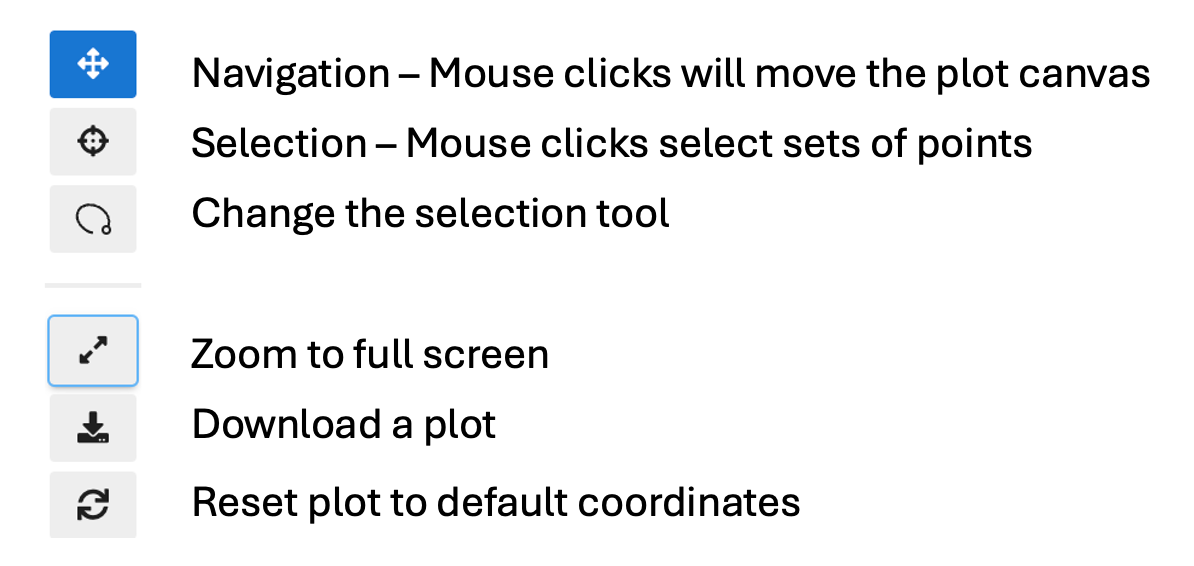 Navigation – Mouse clicks will move the plot canvas
Selection – Mouse clicks select sets of points
Change the selection tool
Zoom to full screen
Download a plot
Reset plot to default coordinates